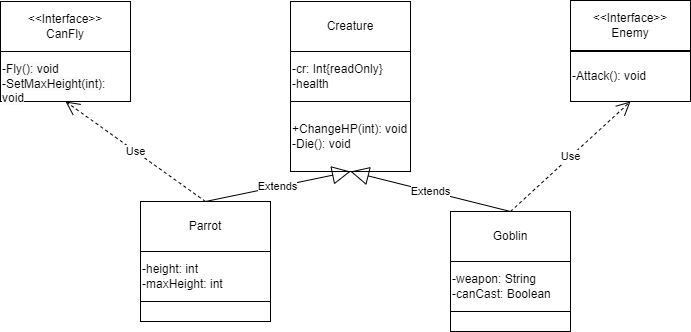 <<Interface>>
CanFly
-Fly(): void
-SetMaxHeight(int):
void
Creature
-cr: Int{readOnly}
-health
+ChangeHP(int): void
-Die(): void
<<Interface>>
Enemy
-Attack(): void
Use
Extends
Extends
Use
Parrot
-height: int
-maxHeight: int
Goblin
-weapon: String
-canCast: Boolean